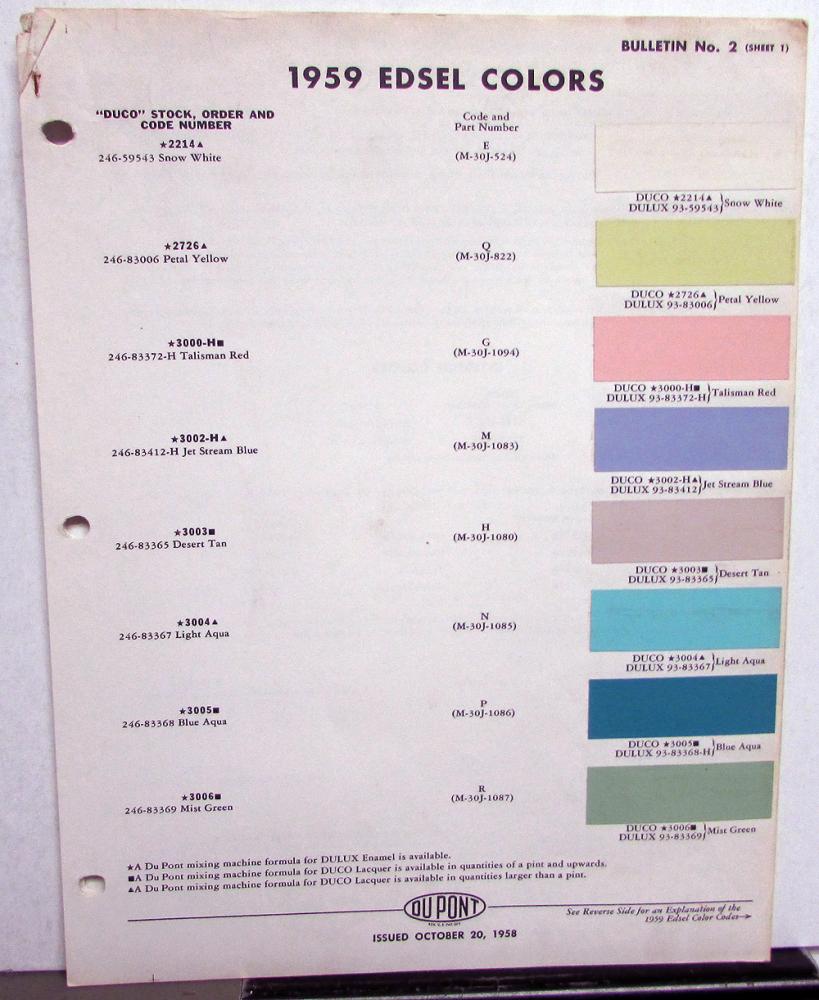 BULLETIN No. 2 (SHEET 1)
1959 EDSEL COLORS
"DUCO" STOCK, ORDER AND
CODE NUMBER
Code and
Part Number
★2214▲
246-59543 Snow White
E
(M-30J-524)
DUCO ★2214▲
DULUX 93-59543} Snow White
★2726▲
246-83006 Petal Yellow
Q
(M-30J-822)
DUCO ★2726▲
DULUX 93-83006} Petal Yellow
★3000-H■
246-83372-H Talisman Red
G
(M-30J-1094)
DUCO ★3000-H■
DULUX 93-83372-H} Talisman Red
★3002-H▲
246-83412-H Jet Stream Blue
M
(M-30J-1083)
DUCO ★3002-H▲
DULUX 93-83412} Jet Stream Blue
★3003■
246-83365 Desert Tan
H
(M-30J-1080)
DUCO ★3003■
DULUX 93-83365} Desert Tan
★3004▲
246-83367 Light Aqua
N
(M-30J-1085)
DUCO ★3004▲
DULUX 93-83367} Light Aqua
★3005■
246-83368 Blue Aqua
P
(M-30J-1086)
DUCO ★3005■
DULUX 93-83368-H} Blue Aqua
★3006■
246-83369 Mist Green
R
(M-30J-1087)
DUCO ★3006■
DULUX 93-83369} Mist Green
★A Du Pont mixing machine formula for DULUX Enamel is available.
■A Du Pont mixing machine formula for DUCO Lacquer is available in quantities of a pint and upwards.
▲A Du Pont mixing machine formula for DUCO Lacquer is available in quantities larger than a pint.
DU PONT
REG. U.S. PAT. OFF.
See Reverse Side for an Explanation of the
1959 Edsel Color Codes→
ISSUED OCTOBER 20, 1958